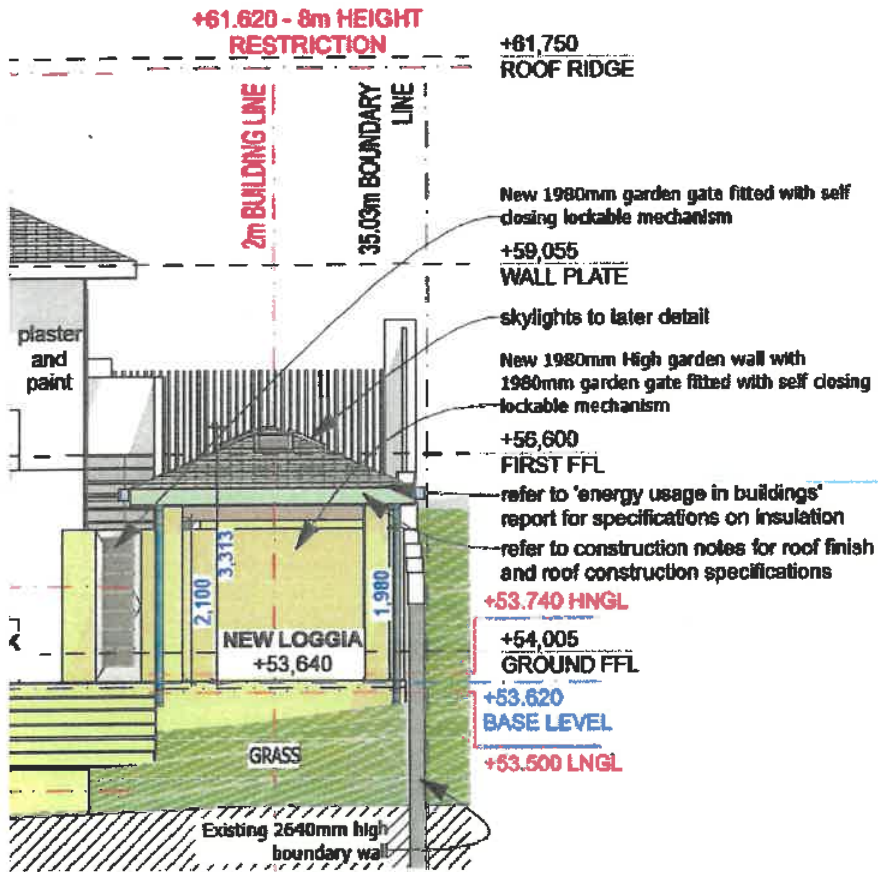 +61.620 - 8m HEIGHT
RESTRICTION
+61,750
ROOF RIDGE
2m BUILDING LINE
35.03m BOUNDARY
LINE
New 1980mm garden gate fitted with self
closing lockable mechanism
+59,055
WALL PLATE
skylights to later detail
plaster
and
paint
New 1980mm High garden wall with
1980mm garden gate fitted with self closing
lockable mechanism
+56,600
FIRST FFL
refer to 'energy usage in buildings'
report for specifications on insulation
refer to construction notes for roof finish
and roof construction specifications
2,100
3,313
1,980
+53.740 HNGL
NEW LOGGIA
+53,640
+54,005
GROUND FFL
+53.620
BASE LEVEL
GRASS
+53.500 LNGL
Existing 2640mm high
boundary wall